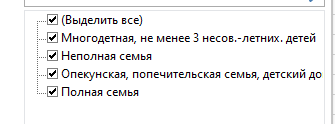 (Выделить все)
Многодетная, не менее 3 несов.-летних. детей
Неполная семья
Опекунская, попечительская семья, детский до
Полная семья